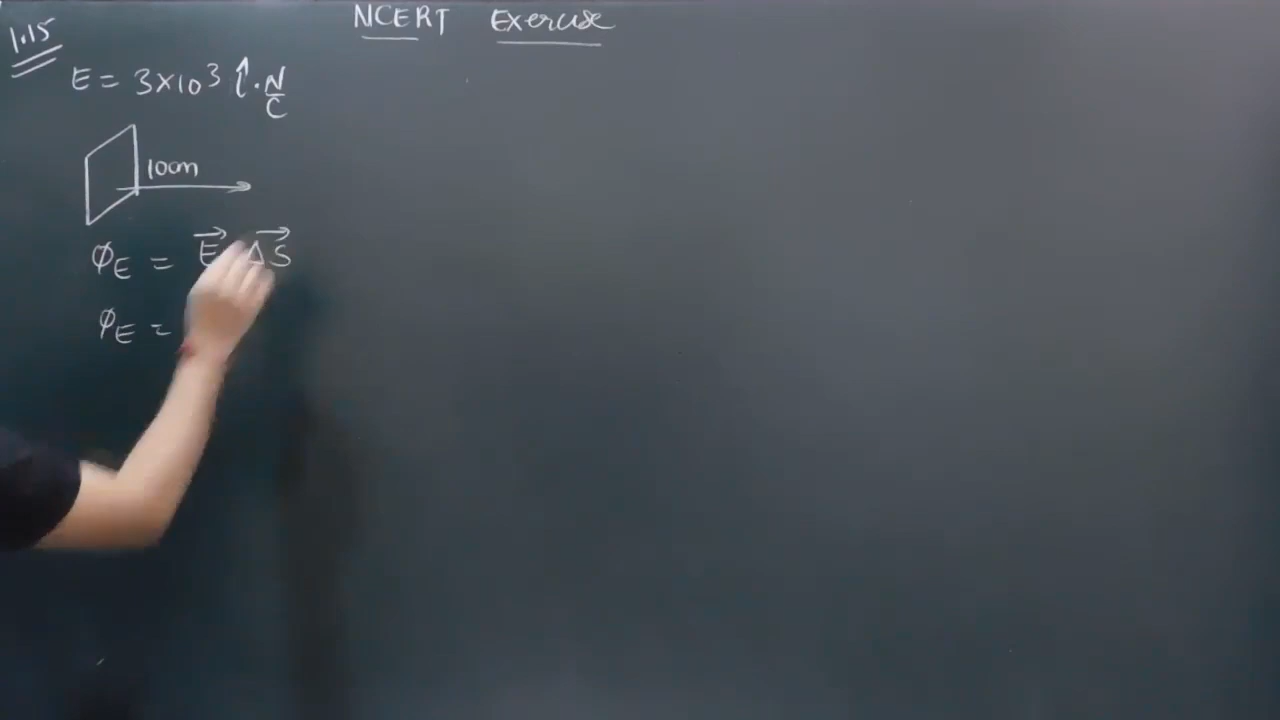 NCERT Exercise
1.15
E = 3×10³ î · N/C
10cm
ϕE = E⃗ ΔS⃗
ϕE =